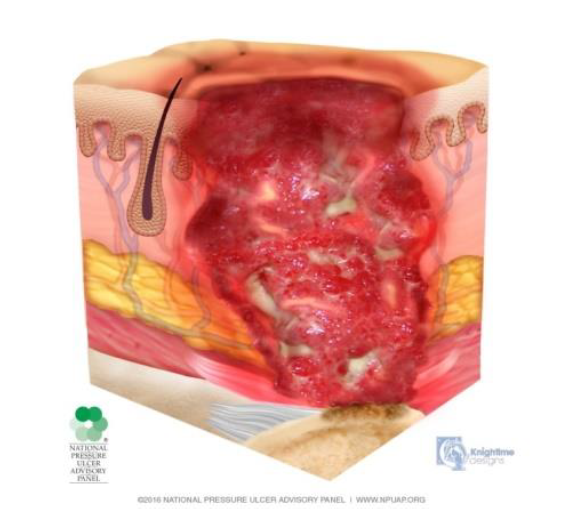 NATIONAL
PRESSURE
ULCER
ADVISORY
PANEL
Knightime
designs
©2016 NATIONAL PRESSURE ULCER ADVISORY PANEL | WWW.NPUAP.ORG